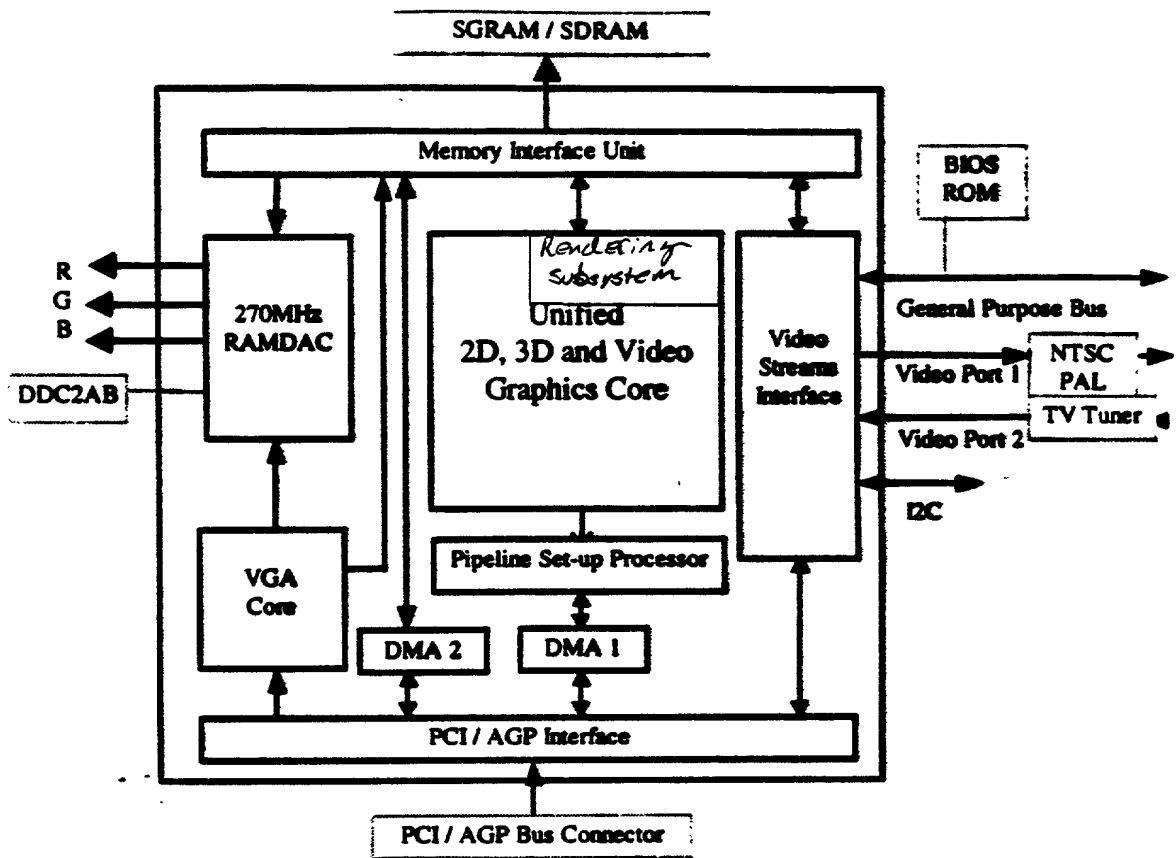 SGRAM / SDRAM
Memory Interface Unit
BIOS
ROM
Rendering
subsystem
R
G
B
270MHz
RAMDAC
Unified
2D, 3D and Video
Graphics Core
Video
Streams
Interface
General Purpose Bus
Video Port 1
NTSC
PAL
DDC2AB
TV Tuner
Video Port 2
I2C
Pipeline Set-up Processor
VGA
Core
DMA 2
DMA 1
PCI / AGP Interface
PCI / AGP Bus Connector